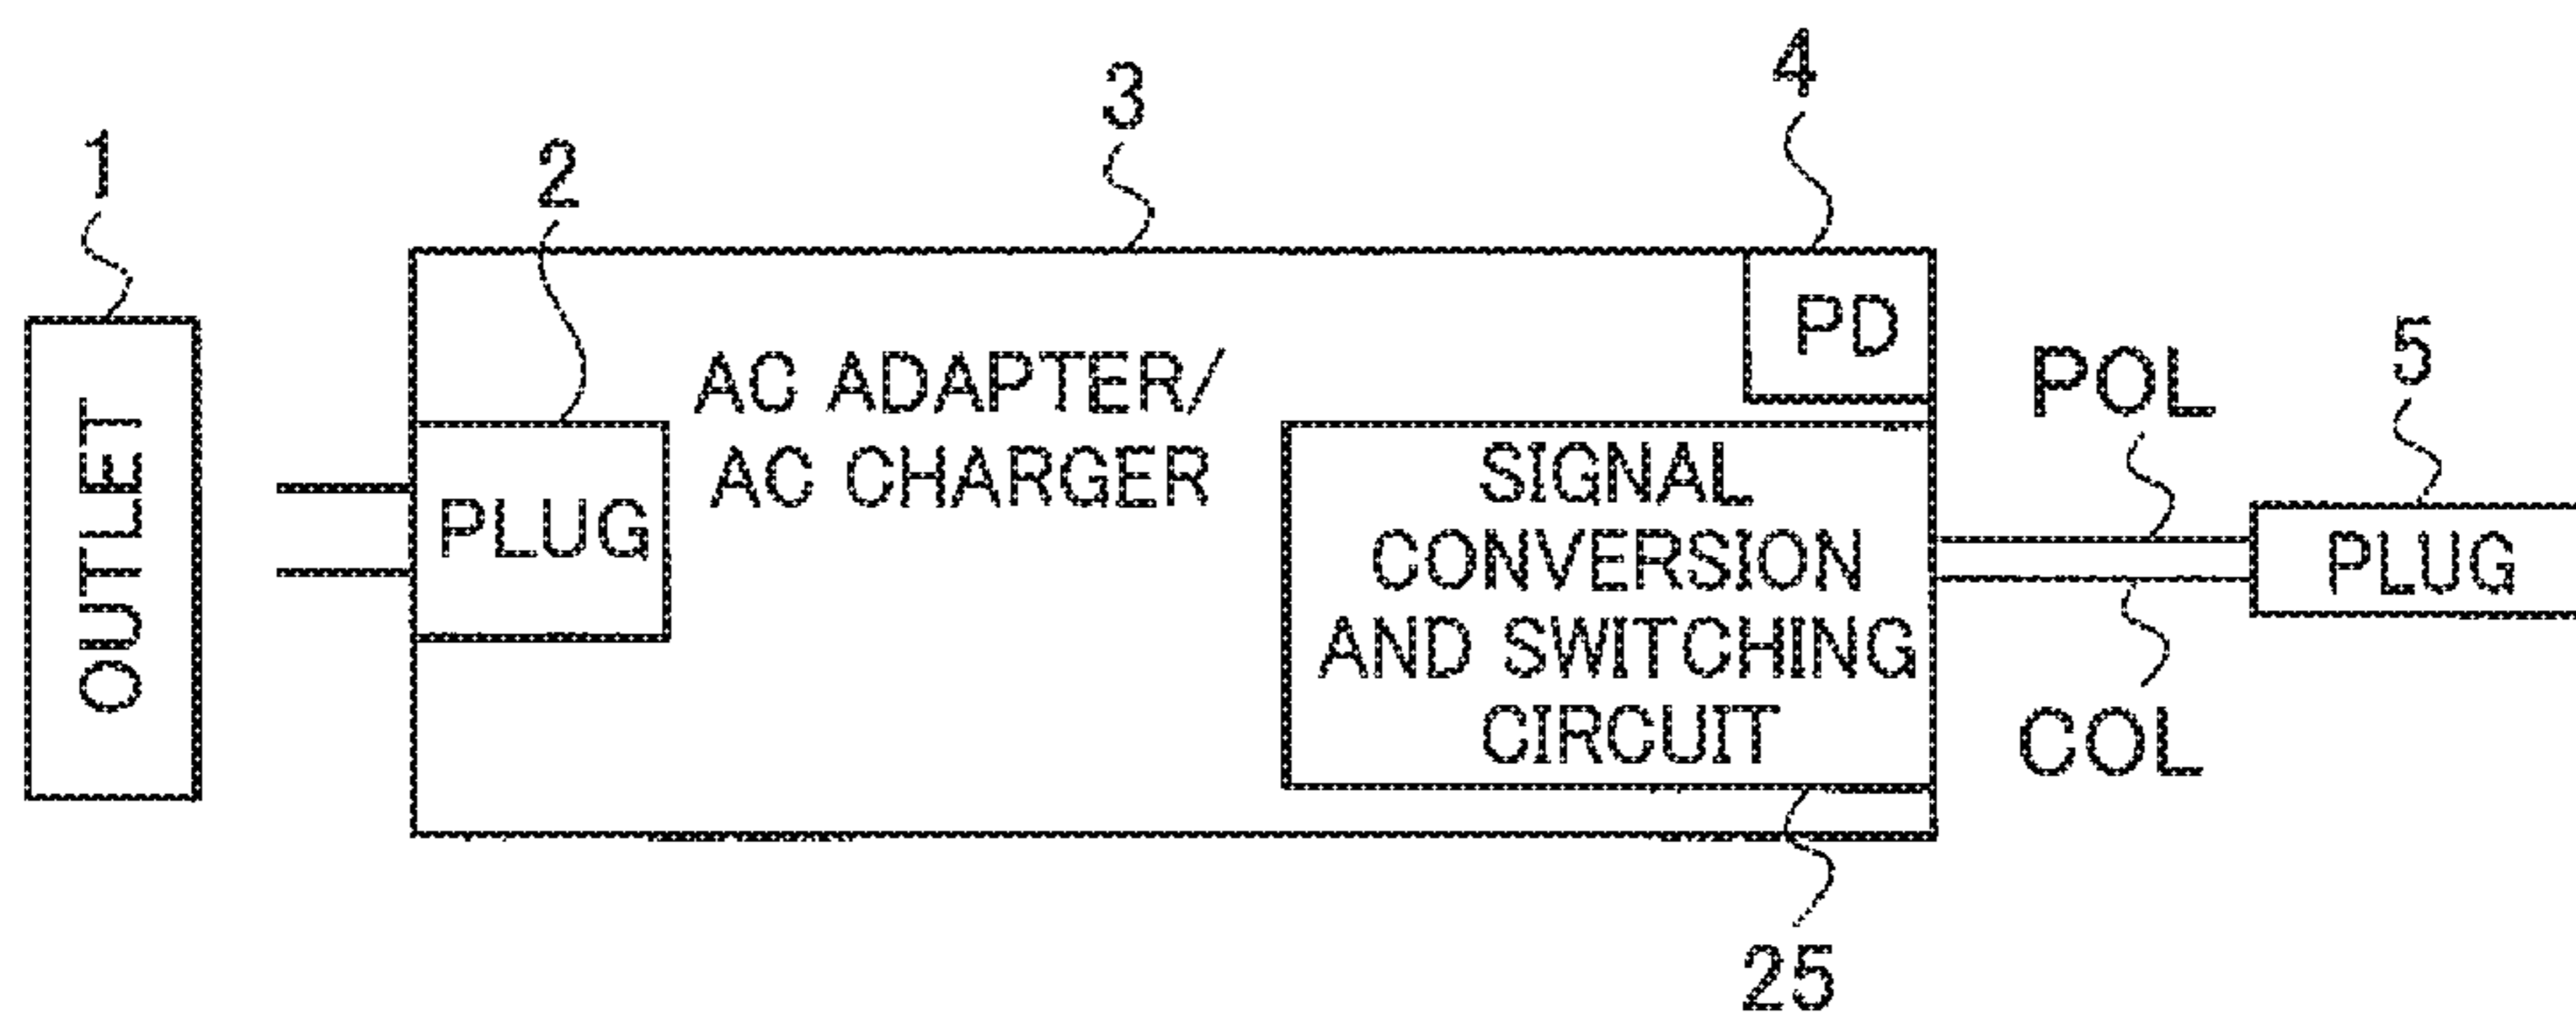 1
2
3
4
OUTLET
PLUG
AC ADAPTER/
AC CHARGER
PD
SIGNAL
CONVERSION
AND SWITCHING
CIRCUIT
POL
COL
5
PLUG
25